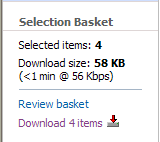 Selection Basket
Selected items: 4
Download size: 58 KB
(<1 min @ 56 Kbps)
Review basket
Download 4 items